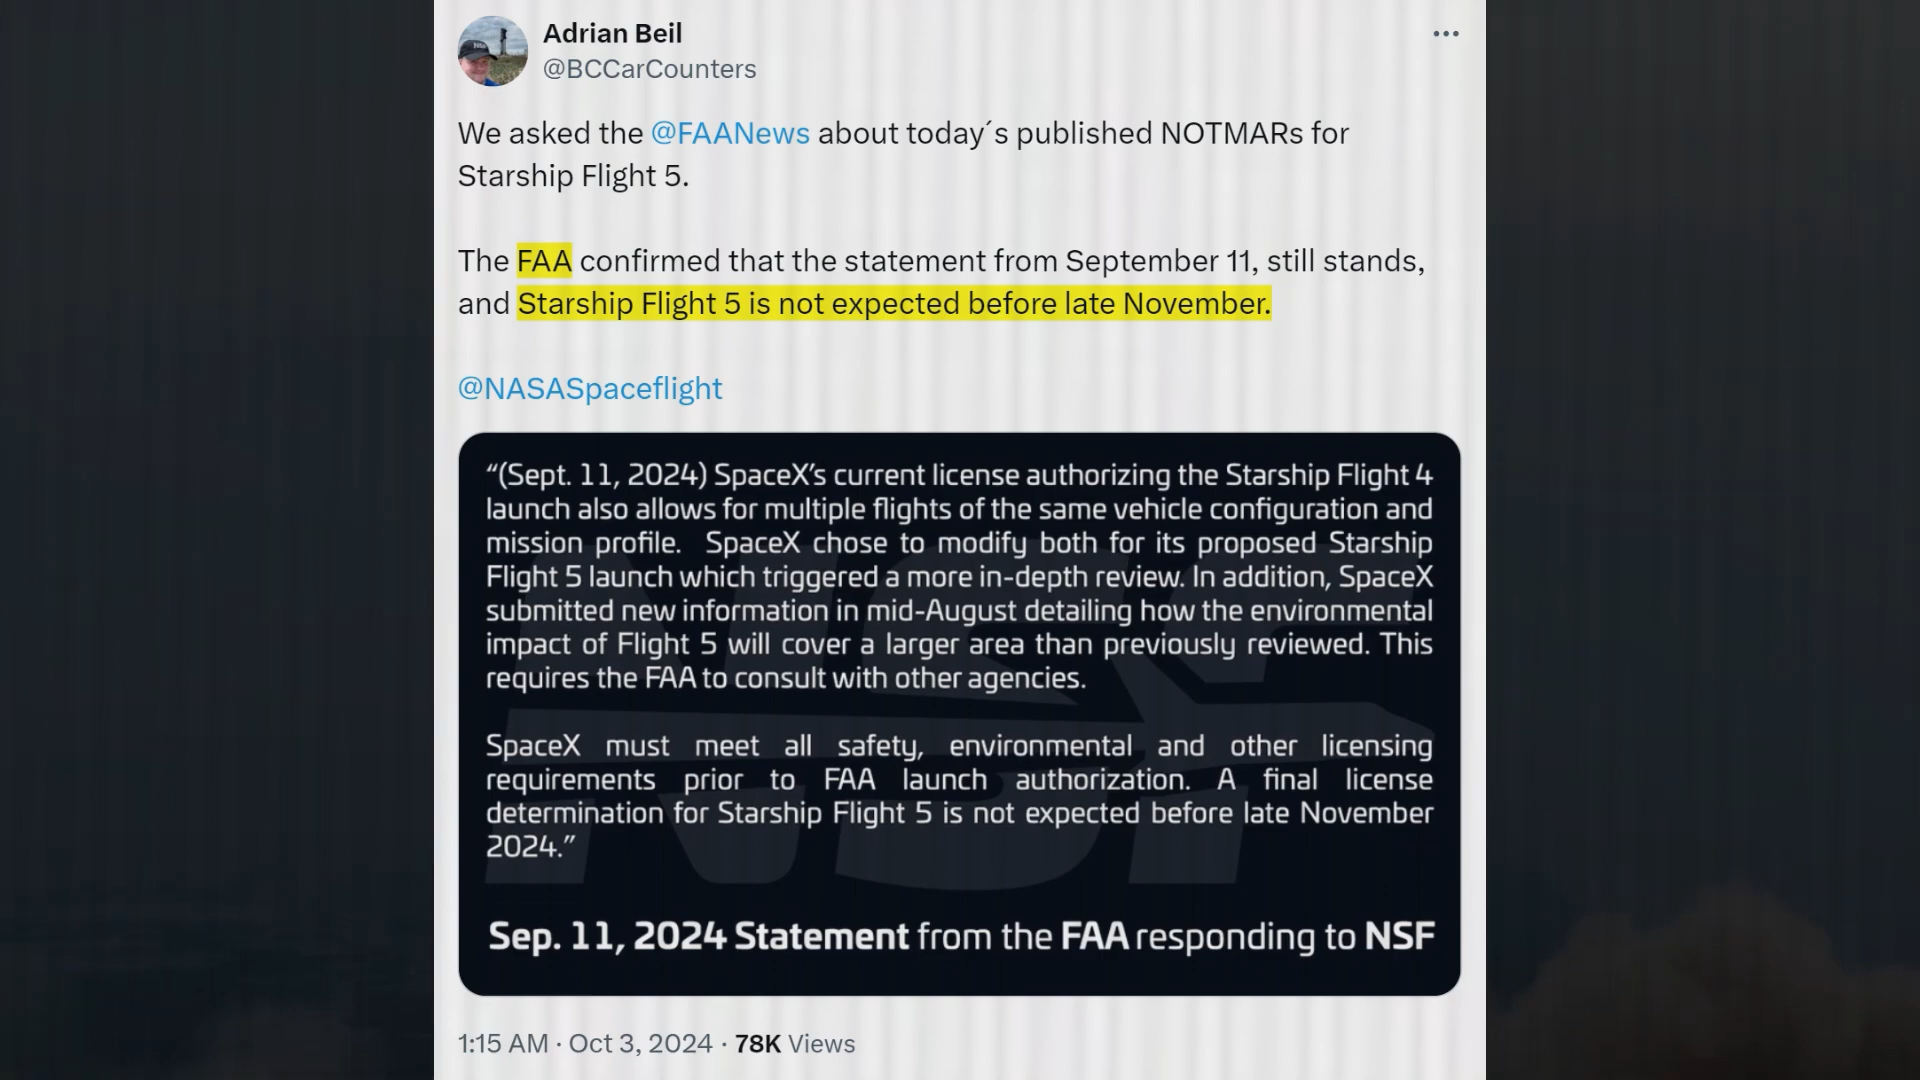 Adrian Beil
@BCCarCounters
We asked the @FAANews about today´s published NOTMARs for
Starship Flight 5.
The FAA confirmed that the statement from September 11, still stands,
and Starship Flight 5 is not expected before late November.
@NASASpaceflight
“(Sept. 11, 2024) SpaceX’s current license authorizing the Starship Flight 4
launch also allows for multiple flights of the same vehicle configuration and
mission profile. SpaceX chose to modify both for its proposed Starship
Flight 5 launch which triggered a more in-depth review. In addition, SpaceX
submitted new information in mid-August detailing how the environmental
impact of Flight 5 will cover a larger area than previously reviewed. This
requires the FAA to consult with other agencies.
SpaceX must meet all safety, environmental and other licensing
requirements prior to FAA launch authorization. A final license
determination for Starship Flight 5 is not expected before late November
2024.”
Sep. 11, 2024 Statement from the FAA responding to NSF
1:15 AM · Oct 3, 2024 · 78K Views